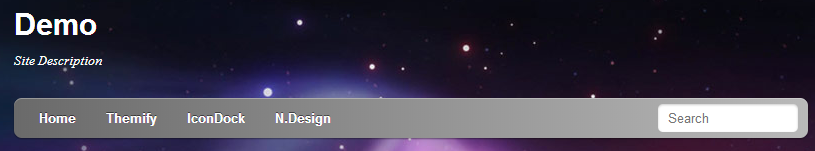 Demo
Site Description
Home Themify IconDock N.Design Search